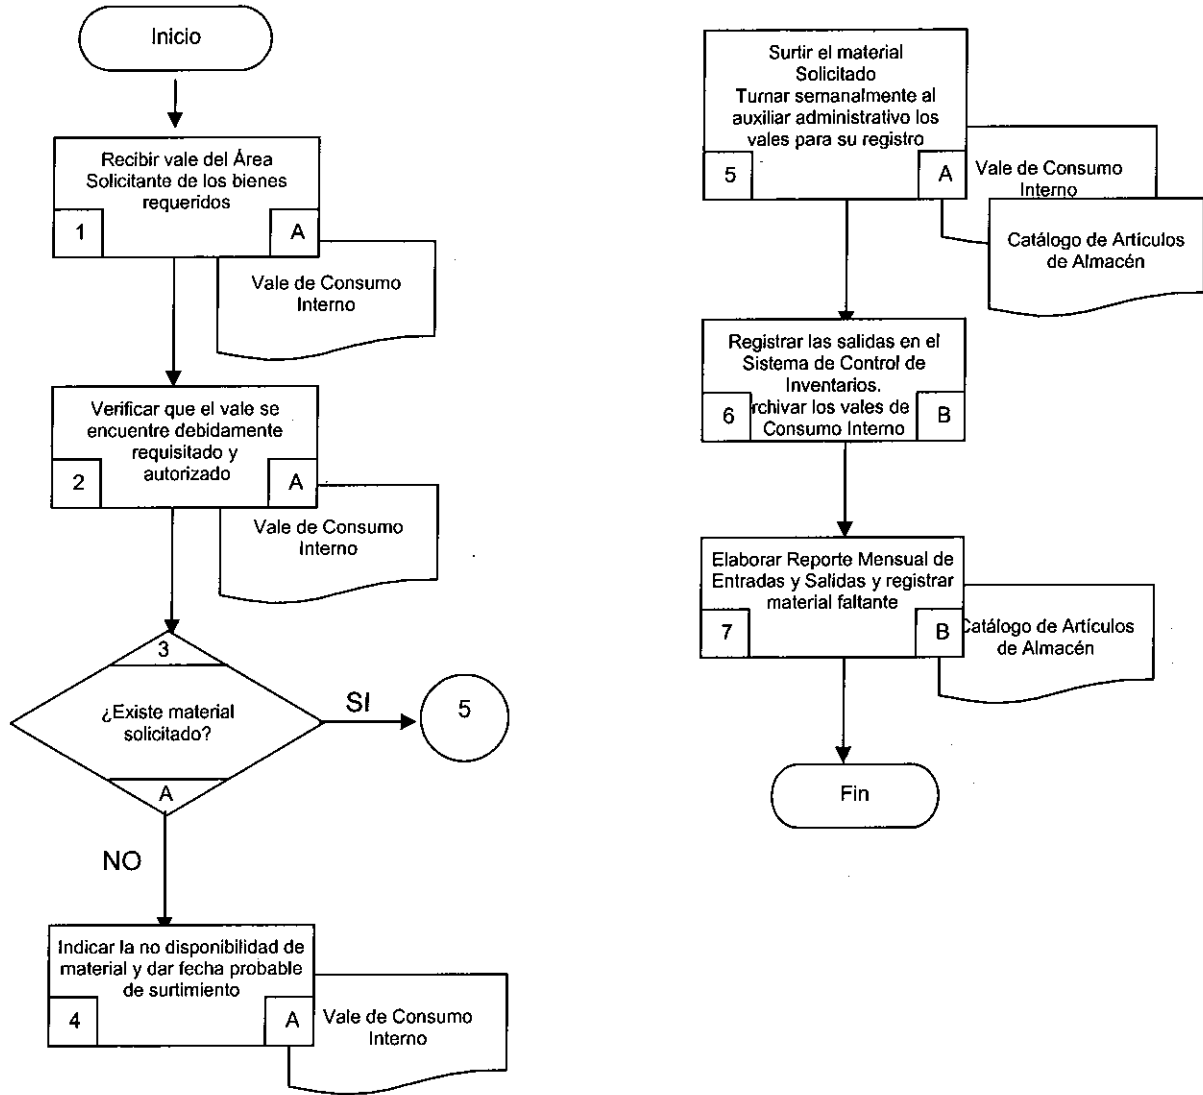 Inicio
Recibir vale del Área
Solicitante de los bienes
requeridos
1
A
Vale de Consumo
Interno
Verificar que el vale se
encuentre debidamente
requisitado y
autorizado
2
A
Vale de Consumo
Interno
3
¿Existe material
solicitado?
A
SI
5
NO
Indicar la no disponibilidad de
material y dar fecha probable
de surtimiento
4
A
Vale de Consumo
Interno
Surtir el material
Solicitado
Turnar semanalmente al
auxiliar administrativo los
vales para su registro
5
A
Vale de Consumo
Interno
Catálogo de Artículos
de Almacén
Registrar las salidas en el
Sistema de Control de
Inventarios.
rchivar los vales de
Consumo Interno
6
B
Elaborar Reporte Mensual de
Entradas y Salidas y registrar
material faltante
7
B
Catálogo de Artículos
de Almacén
Fin